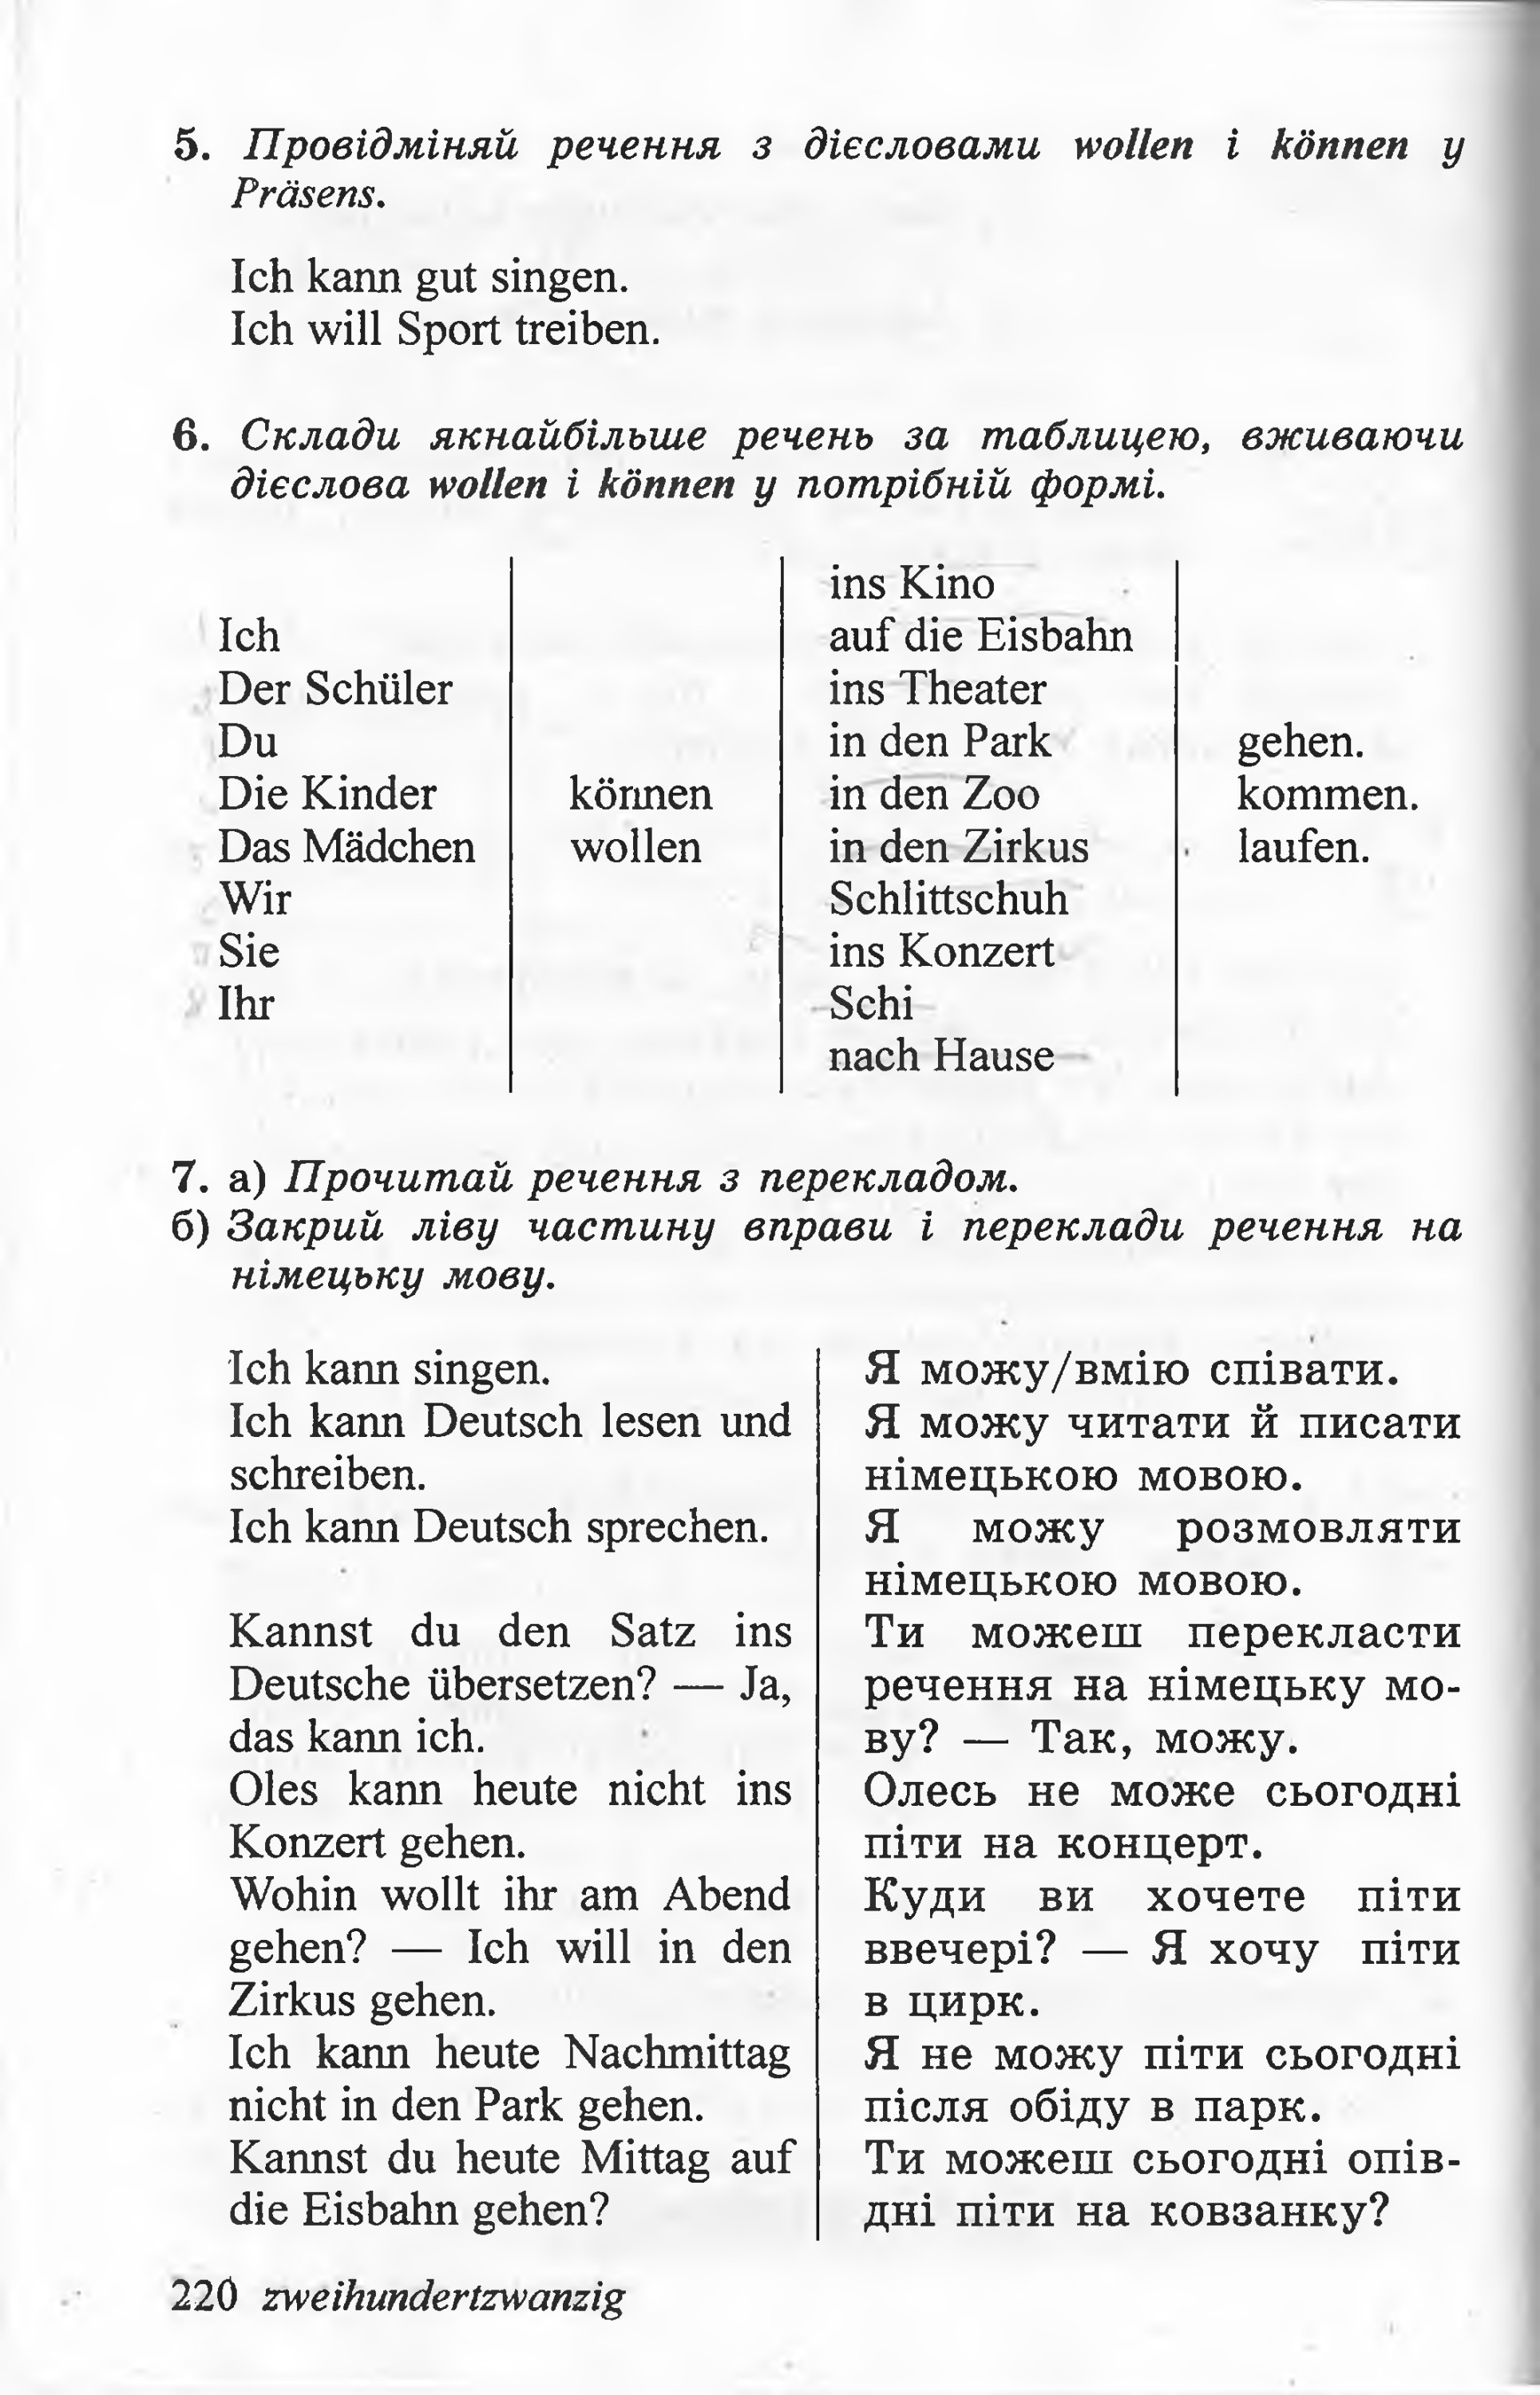 5. Провідміняй речення з дієсловами wollen і können у
Präsens.
Ich kann gut singen.
Ich will Sport treiben.
6. Склади якнайбільше речень за таблицею, вживаючи
дієслова wollen і können у потрібній формі.
Ich
Der Schüler
Du
Die Kinder
Das Mädchen
Wir
Sie
Ihr
können
wollen
ins Kino
auf die Eisbahn
ins Theater
in den Park
in den Zoo
in den Zirkus
Schlittschuh
ins Konzert
Schi
nach Hause
gehen.
kommen.
laufen.
7. а) Прочитай речення з перекладом.
б) Закрий ліву частину вправи і переклади речення на
німецьку мову.
Ich kann singen.
Ich kann Deutsch lesen und
schreiben.
Ich kann Deutsch sprechen.
Kannst du den Satz ins
Deutsche übersetzen? — Ja,
das kann ich.
Oles kann heute nicht ins
Konzert gehen.
Wohin wollt ihr am Abend
gehen? — Ich will in den
Zirkus gehen.
Ich kann heute Nachmittag
nicht in den Park gehen.
Kannst du heute Mittag auf
die Eisbahn gehen?
Я можу/вмію співати.
Я можу читати й писати
німецькою мовою.
Я можу розмовляти
німецькою мовою.
Ти можеш перекласти
речення на німецьку мо-
ву? — Так, можу.
Олесь не може сьогодні
піти на концерт.
Куди ви хочете піти
ввечері? — Я хочу піти
в цирк.
Я не можу піти сьогодні
після обіду в парк.
Ти можеш сьогодні опів-
дні піти на ковзанку?
220 zweihundertzwanzig